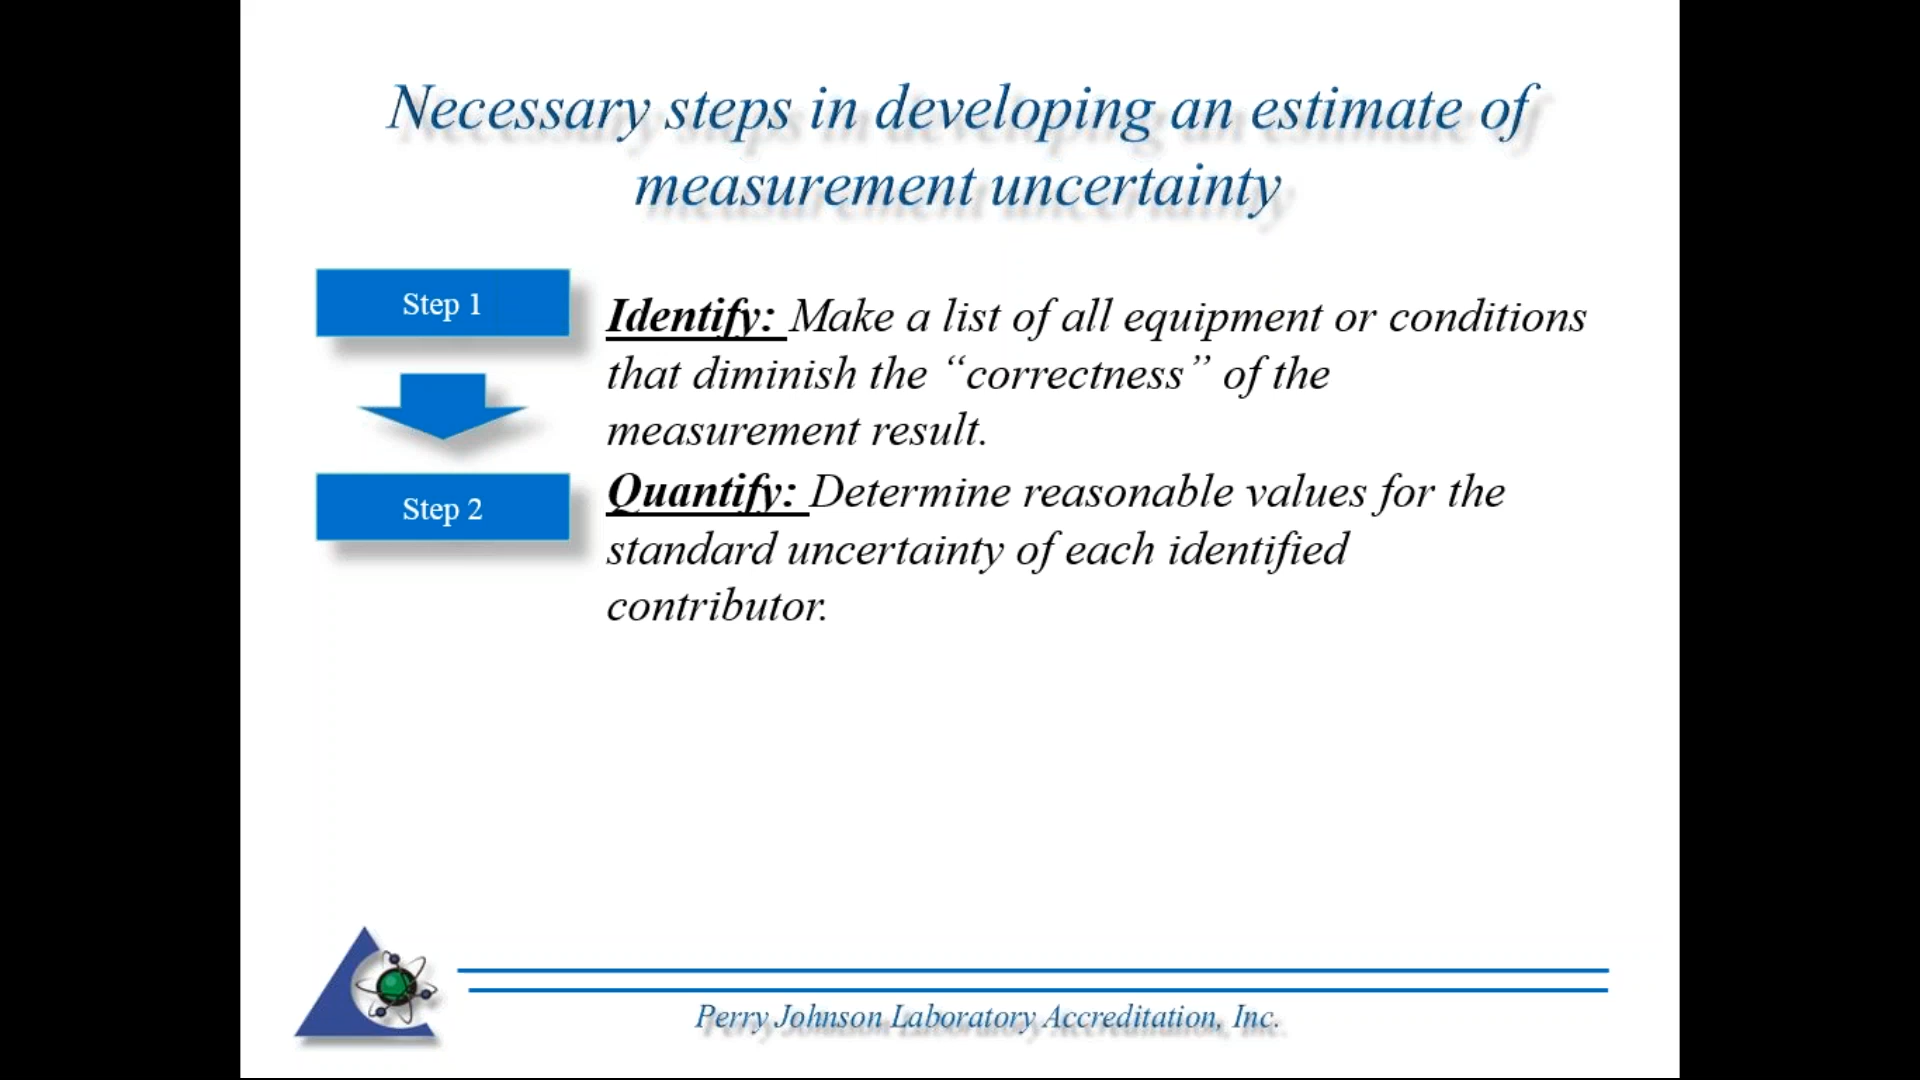 Necessary steps in developing an estimate of
measurement uncertainty
Step 1
Identify: Make a list of all equipment or conditions
that diminish the “correctness” of the
measurement result.
Step 2
Quantify: Determine reasonable values for the
standard uncertainty of each identified
contributor.
Perry Johnson Laboratory Accreditation, Inc.